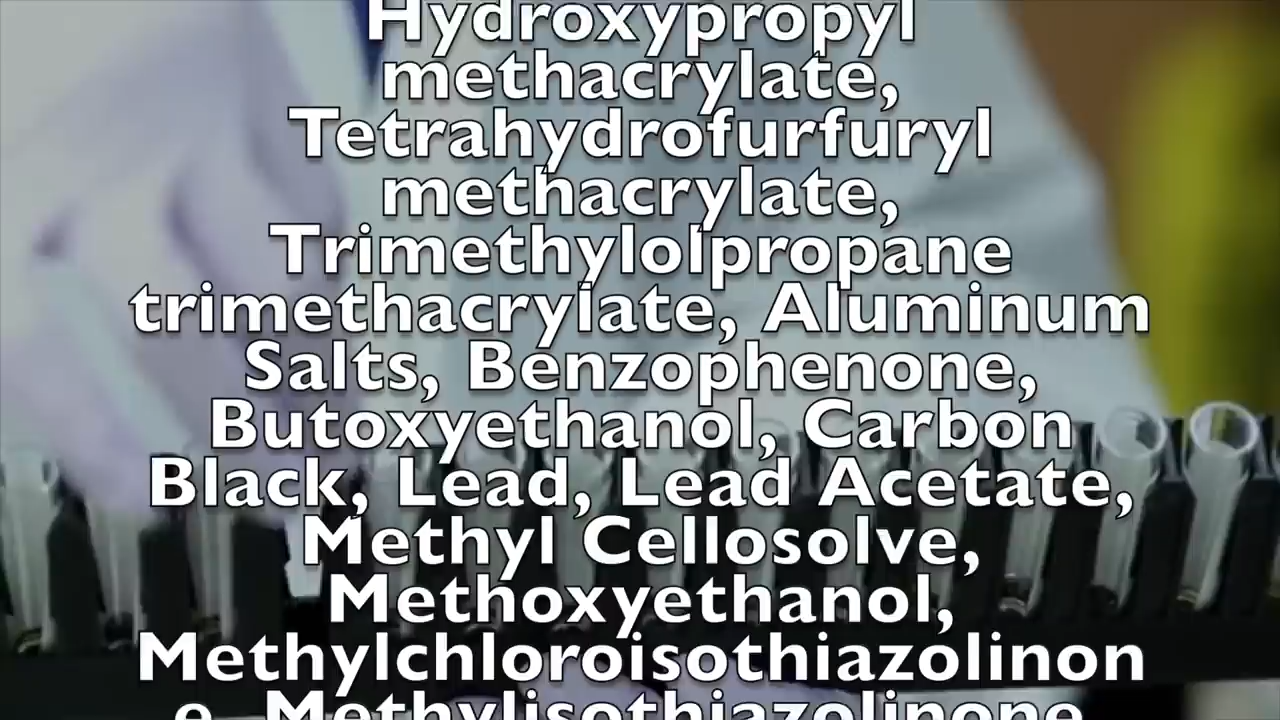 Hydroxypropyl
methacrylate,
Tetrahydrofurfuryl
methacrylate,
Trimethylolpropane
trimethacrylate, Aluminum
Salts, Benzophenone,
Butoxyethanol, Carbon
Black, Lead, Lead Acetate,
Methyl Cellosolve,
Methoxyethanol,
Methylchloroisothiazolinon
e, Methylisothiazolinone,